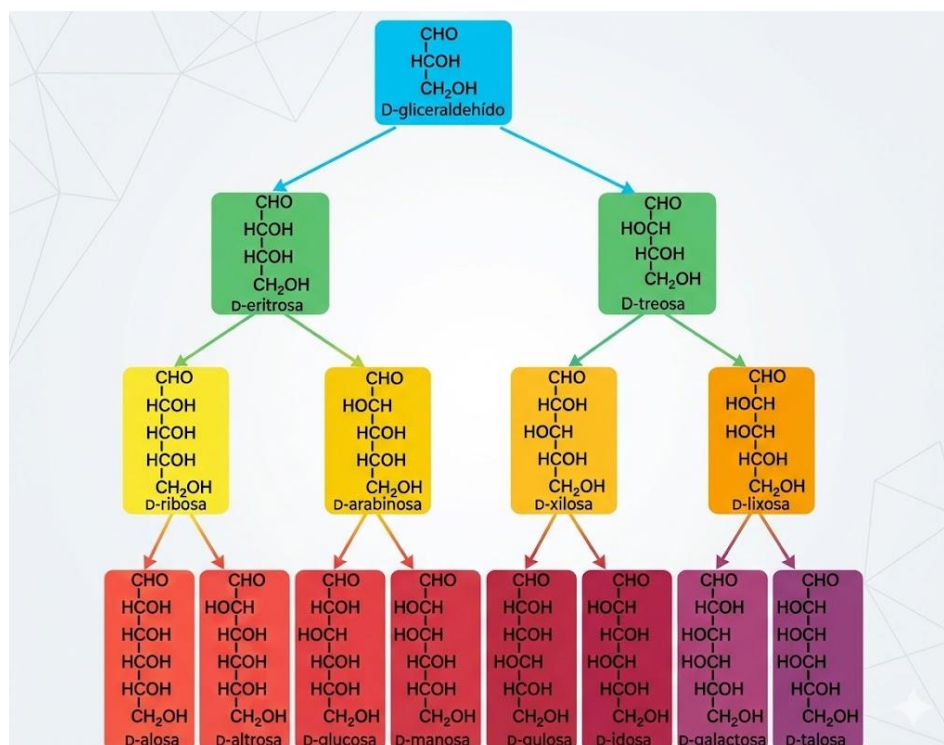 CHO
HCOH
CH₂OH
D-gliceraldehído
CHO
HCOH
HCOH
CH₂OH
D-eritrosa
CHO
HOCH
HCOH
CH₂OH
D-treosa
CHO
HCOH
HCOH
HCOH
CH₂OH
D-ribosa
CHO
HOCH
HCOH
HCOH
CH₂OH
D-arabinosa
CHO
HCOH
HOCH
HCOH
CH₂OH
D-xilosa
CHO
HOCH
HOCH
HCOH
CH₂OH
D-lixosa
CHO
HCOH
HCOH
HCOH
HCOH
CH₂OH
D-alosa
CHO
HOCH
HCOH
HCOH
HCOH
CH₂OH
D-altrosa
CHO
HCOH
HOCH
HCOH
HCOH
CH₂OH
D-glucosa
CHO
HOCH
HOCH
HCOH
HCOH
CH₂OH
D-manosa
CHO
HCOH
HCOH
HOCH
HCOH
CH₂OH
D-gulosa
CHO
HOCH
HCOH
HOCH
HCOH
CH₂OH
D-idosa
CHO
HCOH
HOCH
HOCH
HCOH
CH₂OH
D-galactosa
CHO
HOCH
HOCH
HOCH
HCOH
CH₂OH
D-talosa